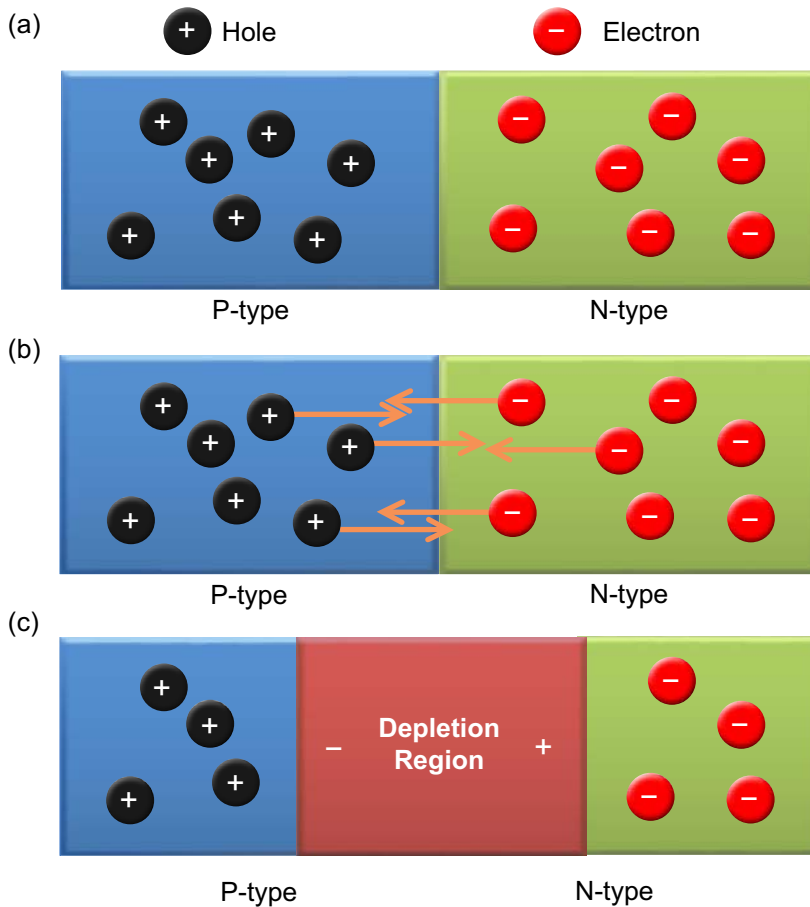 (a)
+ Hole
− Electron
+ + + +
+ + +
− − − −
− − −
P-type N-type
(b)
+ + + +
+ + +
− − − −
− − −
P-type N-type
(c)
+ +
+ +
− Depletion +
Region
− −
− −
P-type N-type